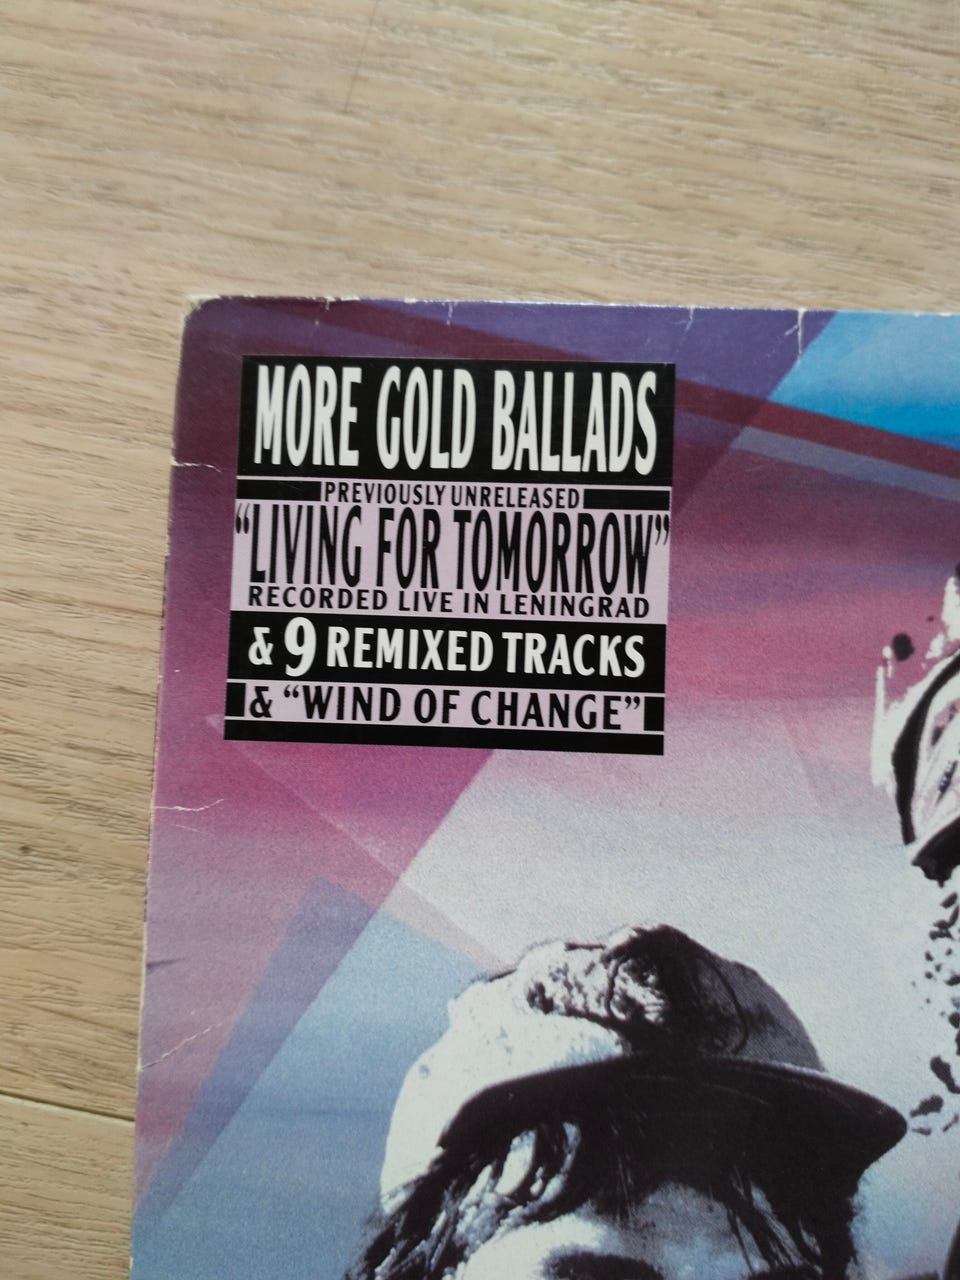 MORE GOLD BALLADS
PREVIOUSLY UNRELEASED
“LIVING FOR TOMORROW”
RECORDED LIVE IN LENINGRAD
& 9 REMIXED TRACKS
& “WIND OF CHANGE”